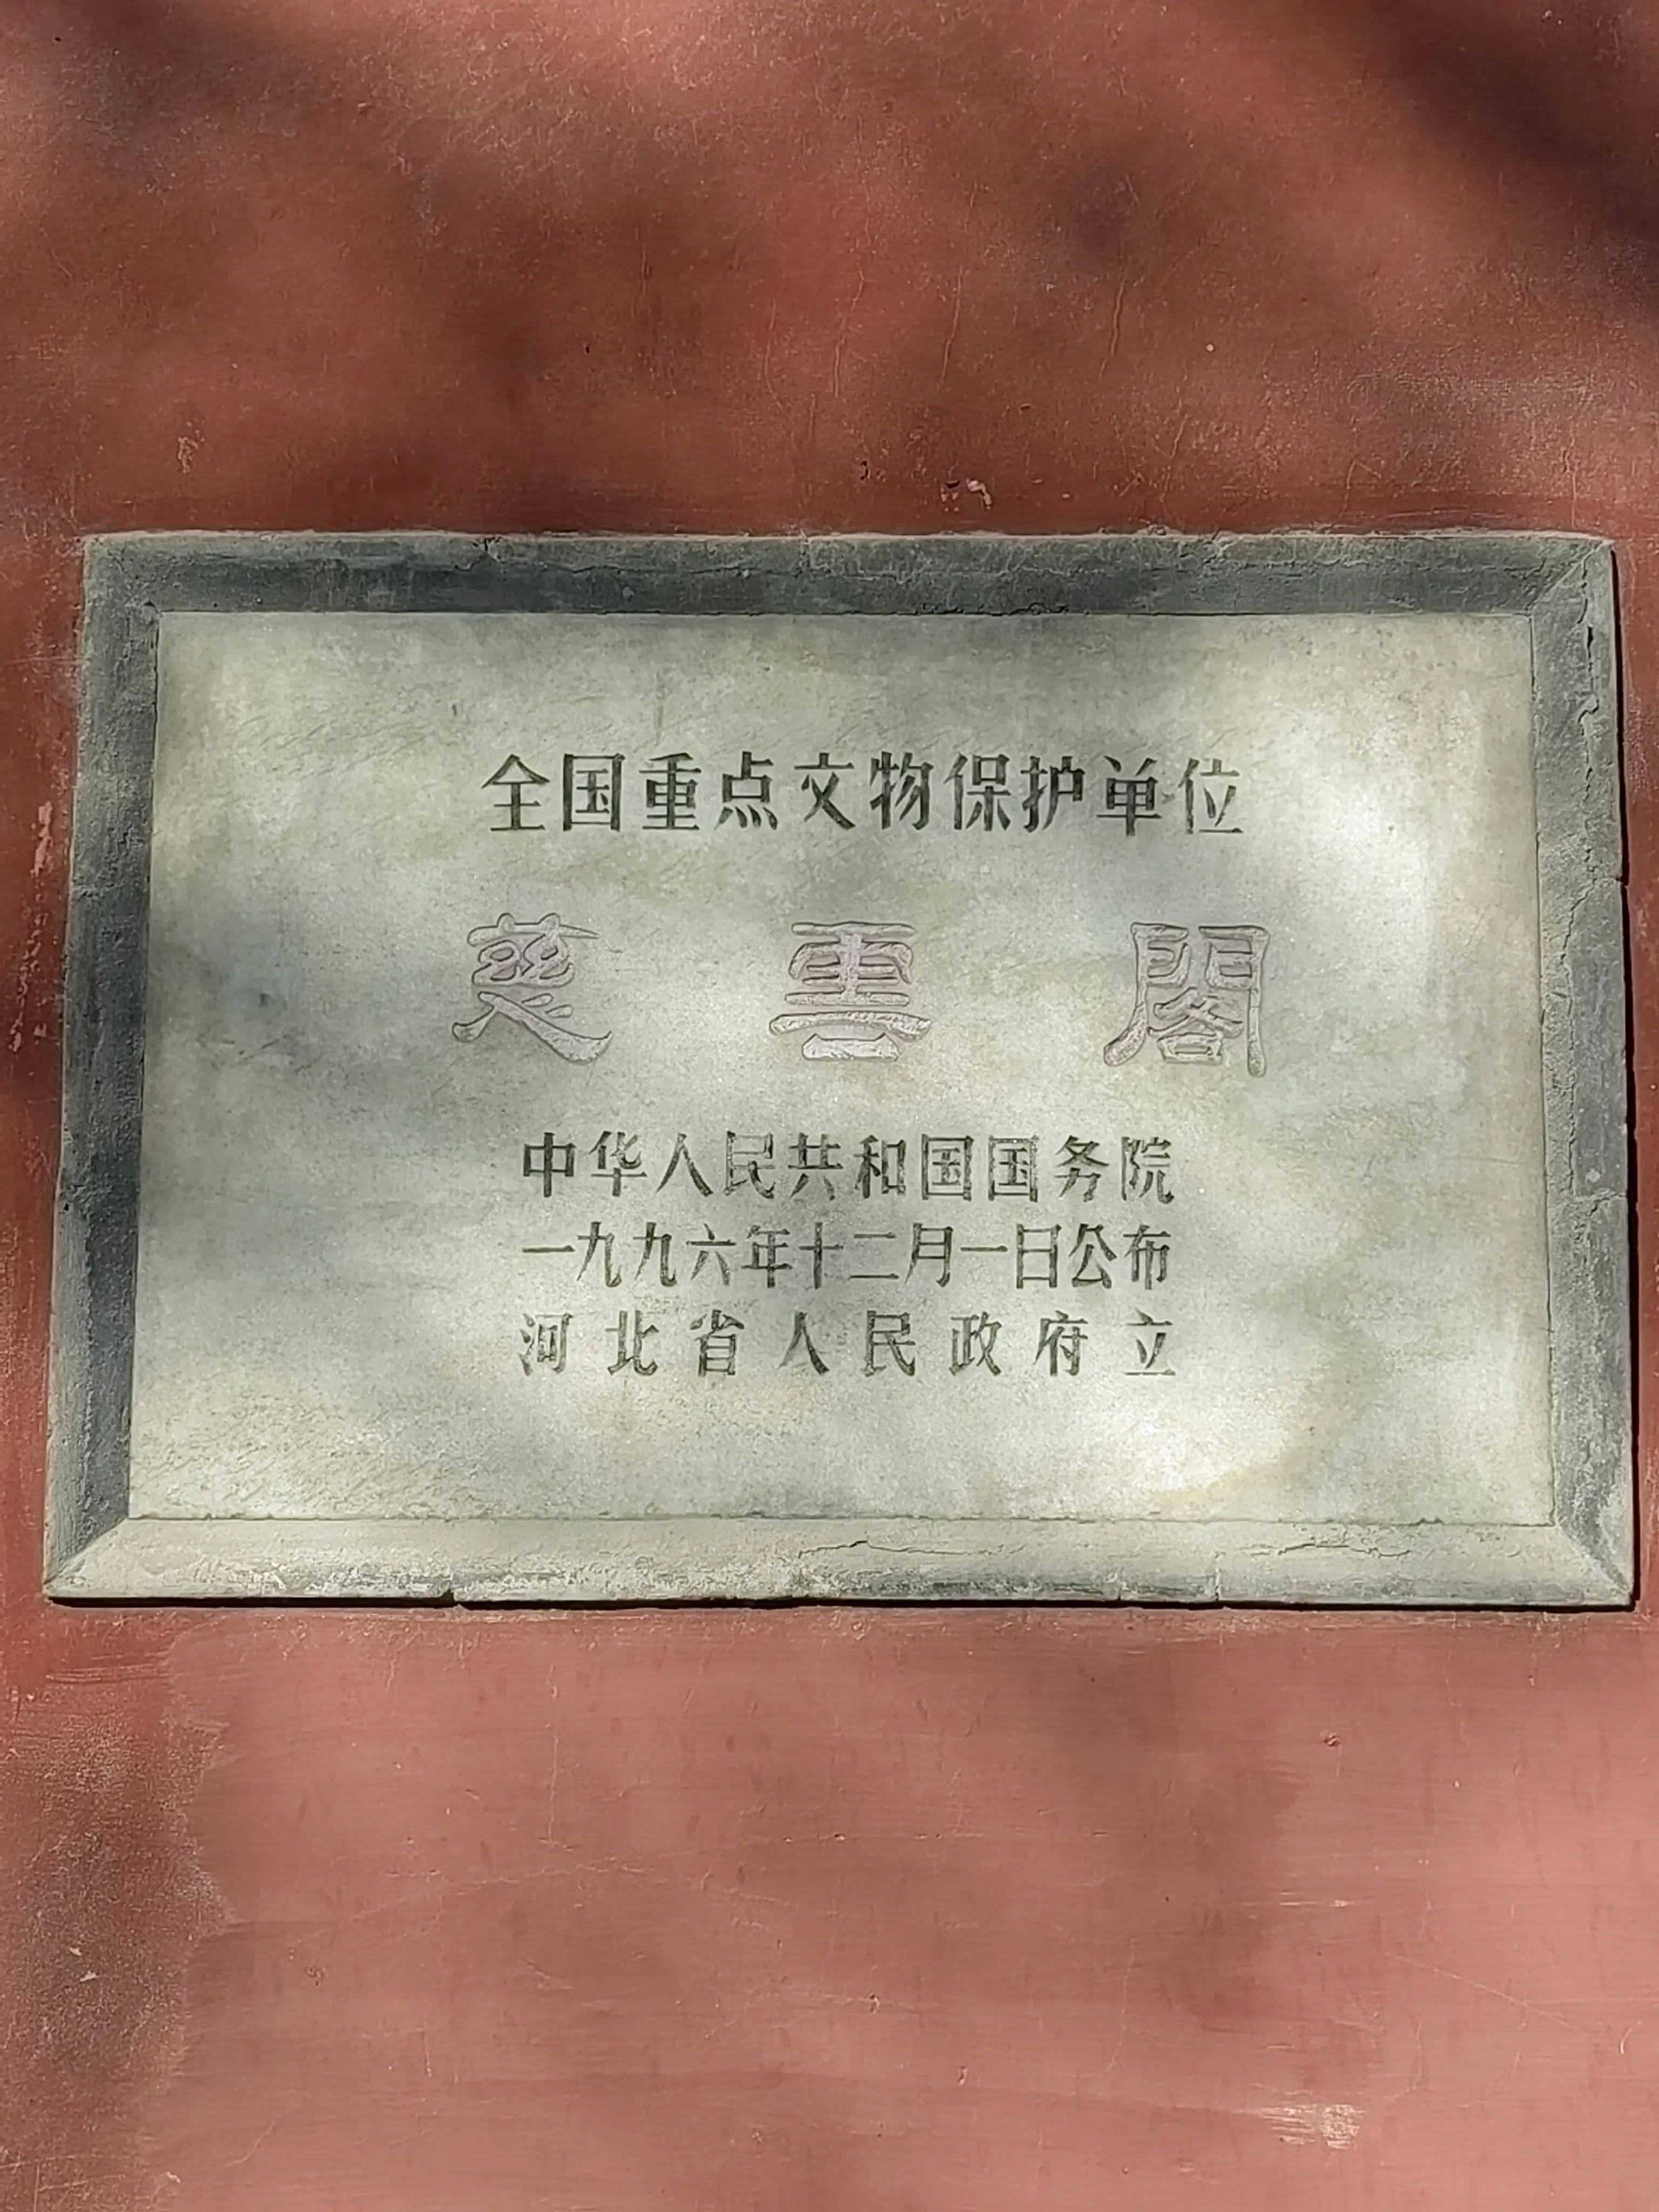 全国重点文物保护单位
慈雲閣
中华人民共和国国务院
一九九六年十二月一日公布
河北省人民政府立